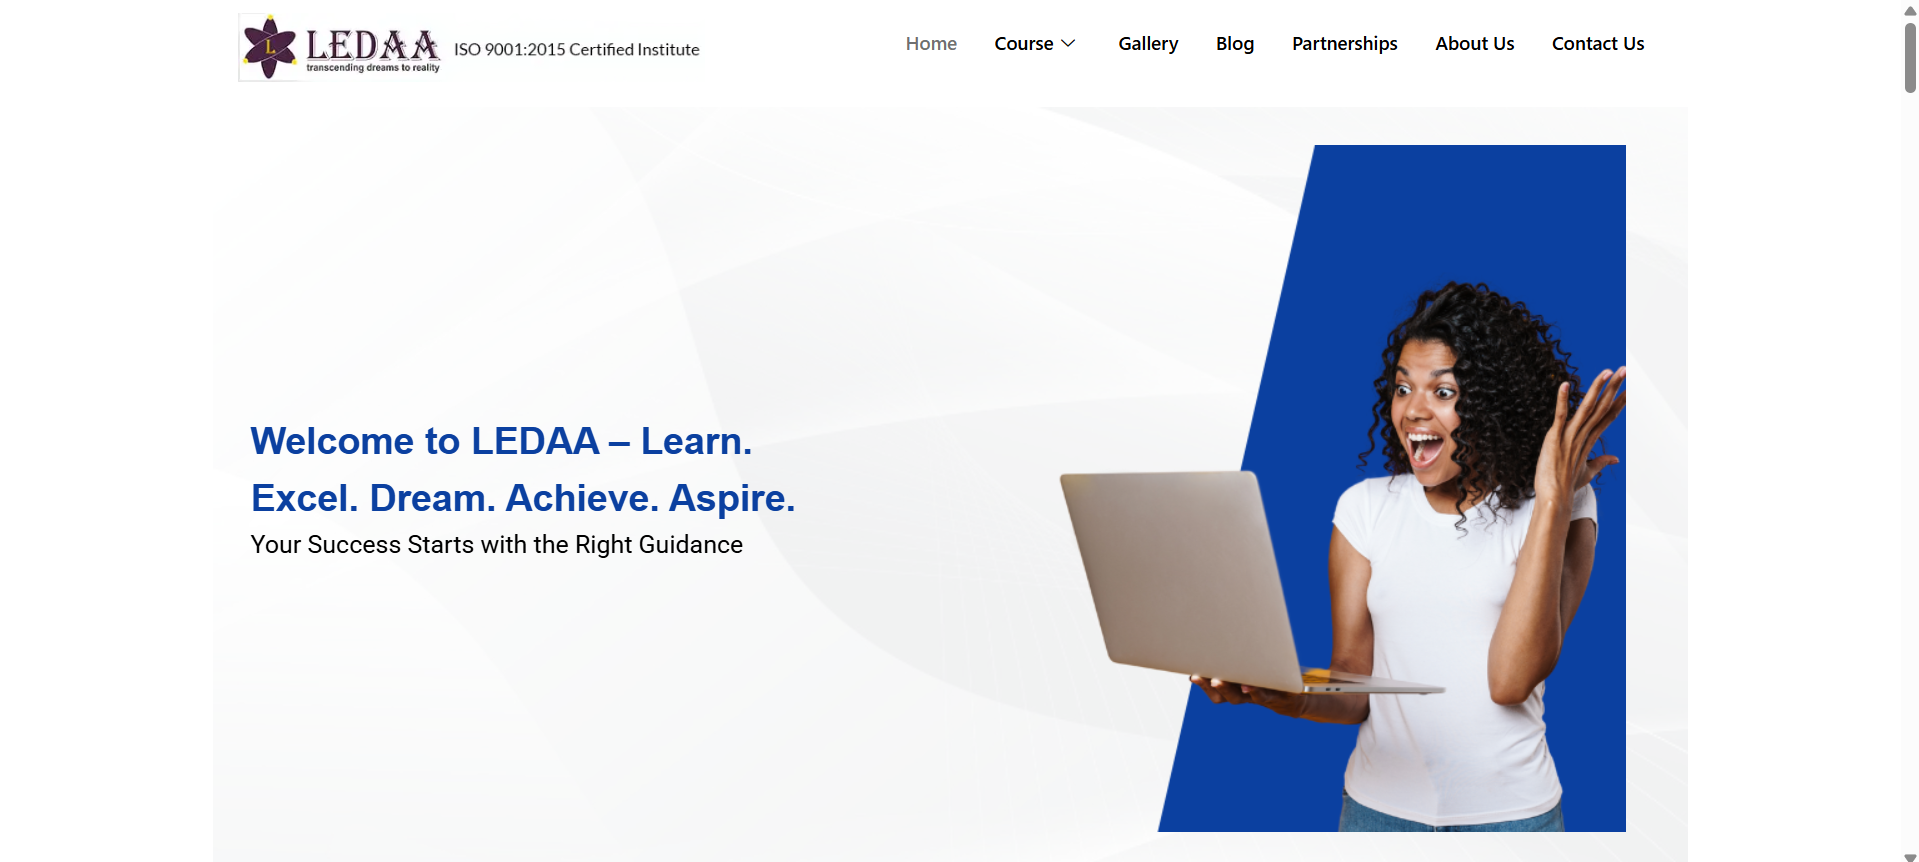 L
LEDAA
transcending dreams to reality
ISO 9001:2015 Certified Institute
Home
Course
Gallery
Blog
Partnerships
About Us
Contact Us
Welcome to LEDAA – Learn.
Excel. Dream. Achieve. Aspire.
Your Success Starts with the Right Guidance